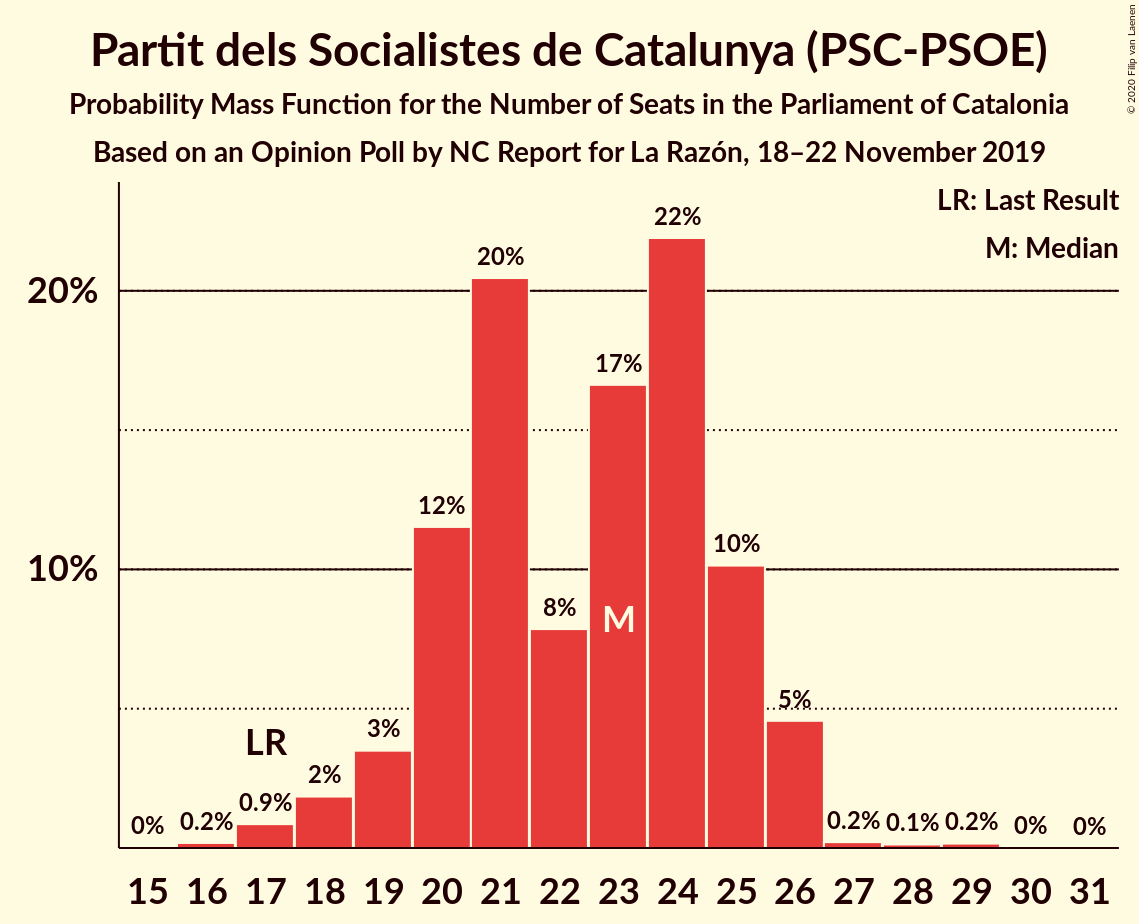 Partit dels Socialistes de Catalunya (PSC-PSOE)
Probability Mass Function for the Number of Seats in the Parliament of Catalonia
Based on an Opinion Poll by NC Report for La Razón, 18–22 November 2019
© 2020 Filip van Laenen
LR: Last Result
M: Median
20%
10%
0% 0.2% 0.9% 2% 3% 12% 20% 8% 17% 22% 10% 5% 0.2% 0.1% 0.2% 0% 0%
LR
M
15 16 17 18 19 20 21 22 23 24 25 26 27 28 29 30 31